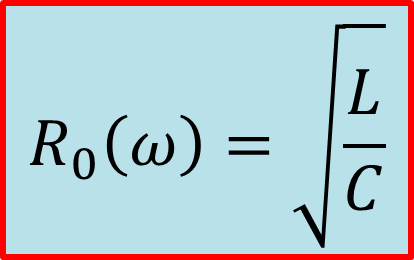 R₀(ω) = √(L/C)